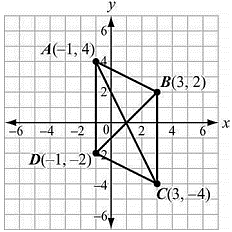 y
6
A(−1, 4)
4
B(3, 2)
2
−6 −4 −2 0 2 4 6 x
D(−1, −2)
−2
−4
C(3, −4)
−6